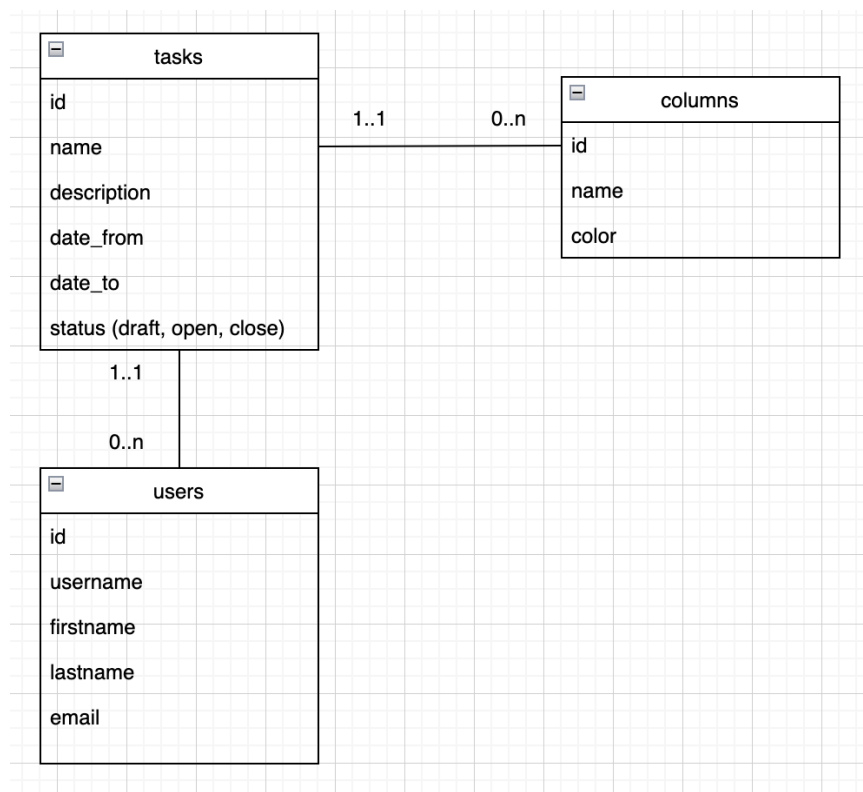 tasks
id
name
description
date_from
date_to
status (draft, open, close)
1..1
0..n
columns
id
name
color
1..1
0..n
users
id
username
firstname
lastname
email